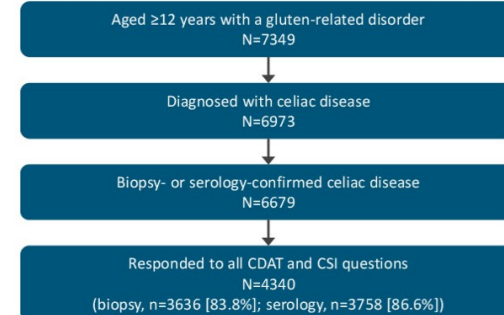 Aged ≥12 years with a gluten-related disorder
N=7349
Diagnosed with celiac disease
N=6973
Biopsy- or serology-confirmed celiac disease
N=6679
Responded to all CDAT and CSI questions
N=4340
(biopsy, n=3636 [83.8%]; serology, n=3758 [86.6%])